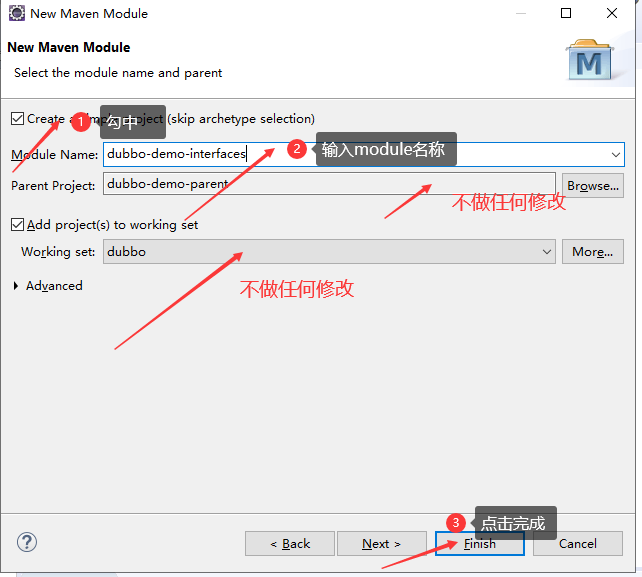 New Maven Module
New Maven Module
Select the module name and parent
M
Create a simple project (skip archetype selection)
1 勾中
Module Name: dubbo-demo-interfaces
2 输入module名称
Parent Project: dubbo-demo-parent Browse...
不做任何修改
Add project(s) to working set
Working set: dubbo More...
Advanced
不做任何修改
3 点击完成
? < Back Next > Finish Cancel